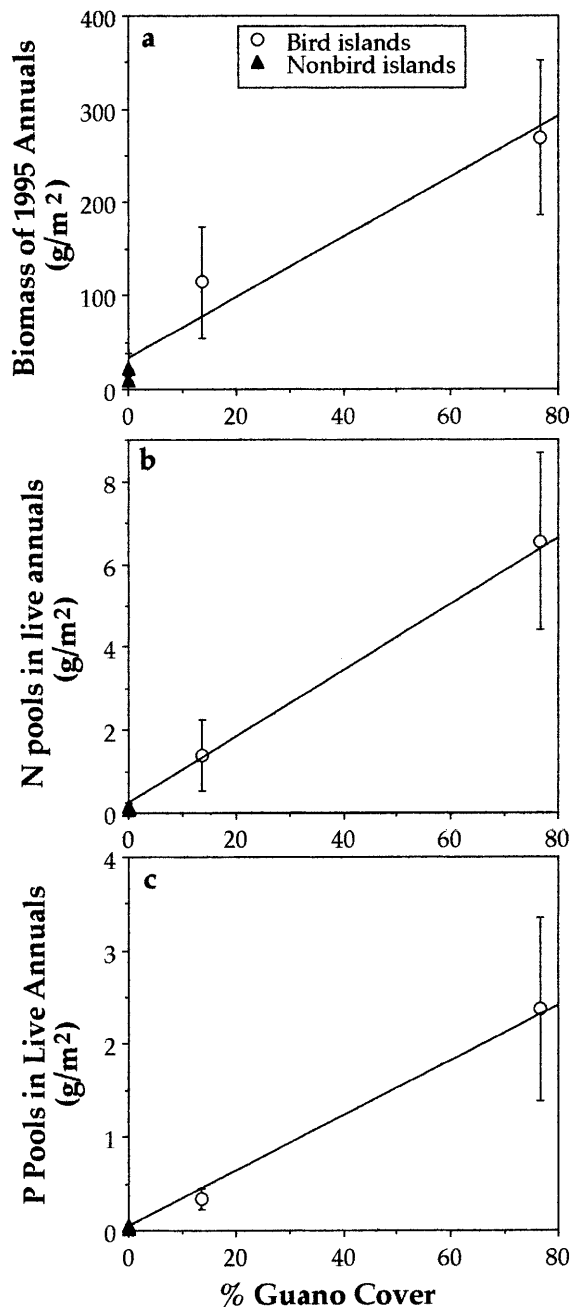 a
Bird islands
Nonbird islands
Biomass of 1995 Annuals
(g/m²)
400
300
200
100
0
0 20 40 60 80
b
N pools in live annuals
(g/m²)
8
6
4
2
0
0 20 40 60 80
c
P Pools in Live Annuals
(g/m²)
4
3
2
1
0
0 20 40 60 80
% Guano Cover